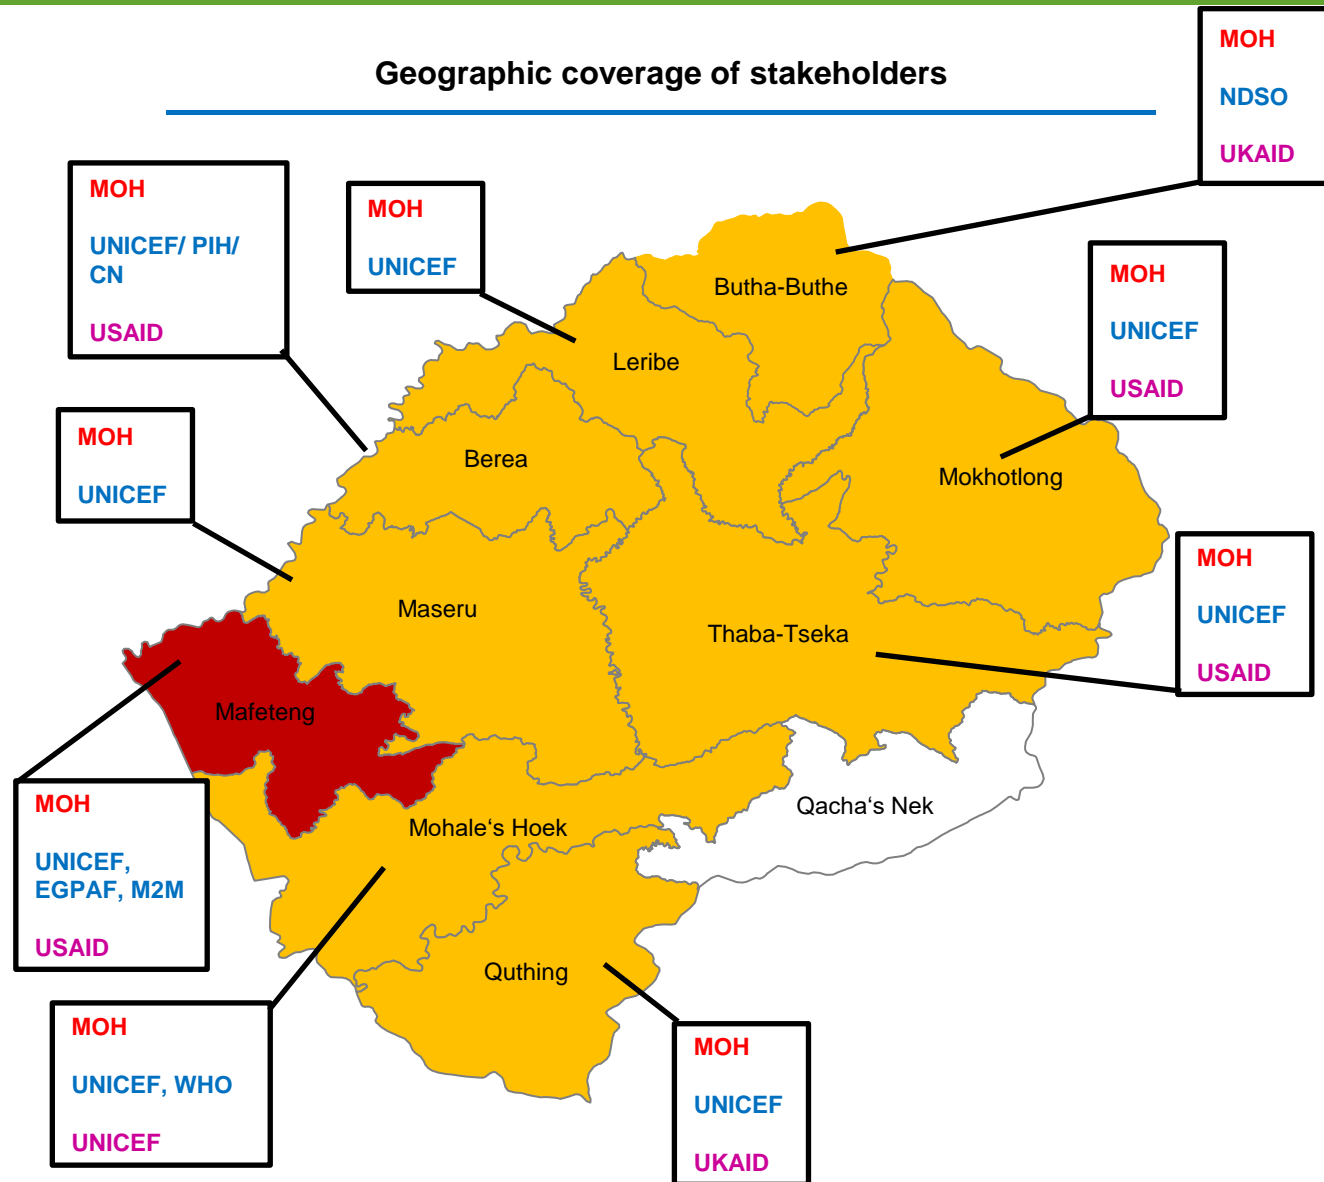 Geographic coverage of stakeholders
MOH
NDSO
UKAID
MOH
UNICEF/ PIH/
CN
USAID
MOH
UNICEF
MOH
UNICEF
USAID
MOH
UNICEF
MOH
UNICEF
USAID
MOH
UNICEF,
EGPAF, M2M
USAID
MOH
UNICEF, WHO
UNICEF
MOH
UNICEF
UKAID
Butha-Buthe
Leribe
Berea
Mokhotlong
Maseru
Thaba-Tseka
Mafeteng
Qacha‘s Nek
Mohale's Hoek
Quthing